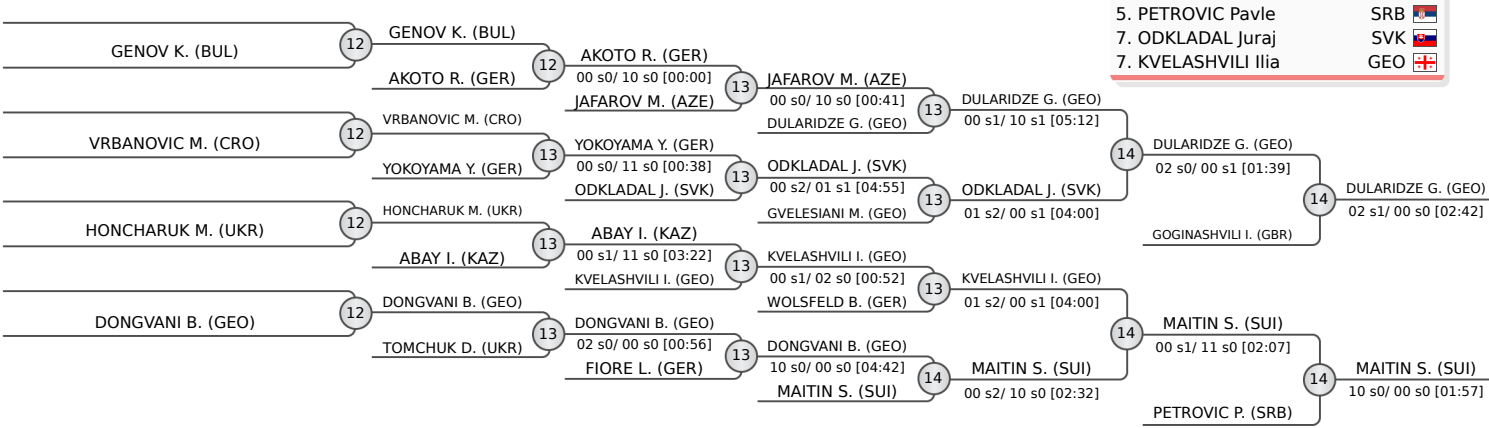 5. PETROVIC Pavle SRB
7. ODKLADAL Juraj SVK
7. KVELASHVILI Ilia GEO
GENOV K. (BUL)
12
VRBANOVIC M. (CRO)
12
HONCHARUK M. (UKR)
12
DONGVANI B. (GEO)
12
GENOV K. (BUL)
12
AKOTO R. (GER)
VRBANOVIC M. (CRO)
13
YOKOYAMA Y. (GER)
HONCHARUK M. (UKR)
13
ABAY I. (KAZ)
DONGVANI B. (GEO)
13
TOMCHUK D. (UKR)
AKOTO R. (GER)
00 s0/ 10 s0 [00:00]
13
JAFAROV M. (AZE)
YOKOYAMA Y. (GER)
00 s0/ 11 s0 [00:38]
13
ODKLADAL J. (SVK)
ABAY I. (KAZ)
00 s1/ 11 s0 [03:22]
13
KVELASHVILI I. (GEO)
DONGVANI B. (GEO)
02 s0/ 00 s0 [00:56]
13
FIORE L. (GER)
JAFAROV M. (AZE)
00 s0/ 10 s0 [00:41]
13
DULARIDZE G. (GEO)
ODKLADAL J. (SVK)
00 s2/ 01 s1 [04:55]
13
GVELESIANI M. (GEO)
KVELASHVILI I. (GEO)
00 s1/ 02 s0 [00:52]
13
WOLSFELD B. (GER)
DONGVANI B. (GEO)
10 s0/ 00 s0 [04:42]
14
MAITIN S. (SUI)
DULARIDZE G. (GEO)
00 s1/ 10 s1 [05:12]
14
ODKLADAL J. (SVK)
01 s2/ 00 s1 [04:00]
KVELASHVILI I. (GEO)
01 s2/ 00 s1 [04:00]
14
MAITIN S. (SUI)
00 s2/ 10 s0 [02:32]
DULARIDZE G. (GEO)
02 s0/ 00 s1 [01:39]
14
GOGINASHVILI I. (GBR)
MAITIN S. (SUI)
00 s1/ 11 s0 [02:07]
14
PETROVIC P. (SRB)
DULARIDZE G. (GEO)
02 s1/ 00 s0 [02:42]
MAITIN S. (SUI)
10 s0/ 00 s0 [01:57]